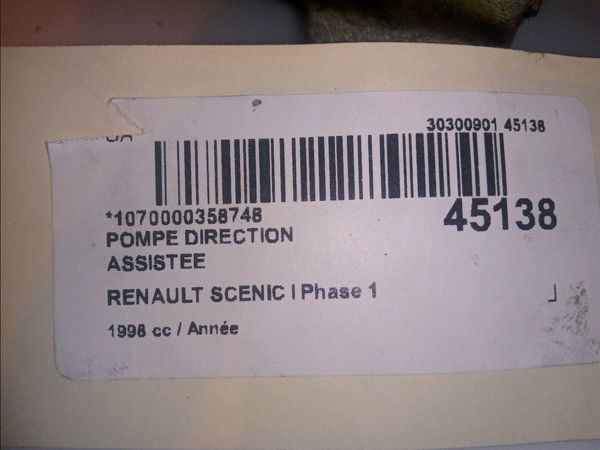 30300901 45138
*1070000358748
45138
POMPE DIRECTION
ASSISTEE
RENAULT SCENIC I Phase 1
1998 cc / Année